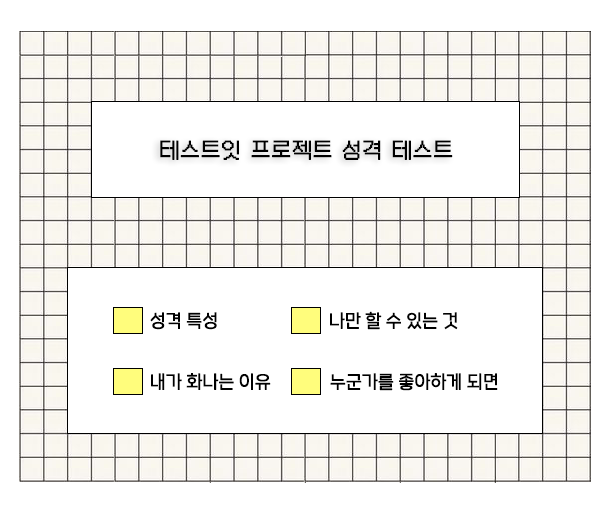 테스트잇 프로젝트 성격 테스트
성격 특성
나만 할 수 있는 것
내가 화나는 이유
누군가를 좋아하게 되면